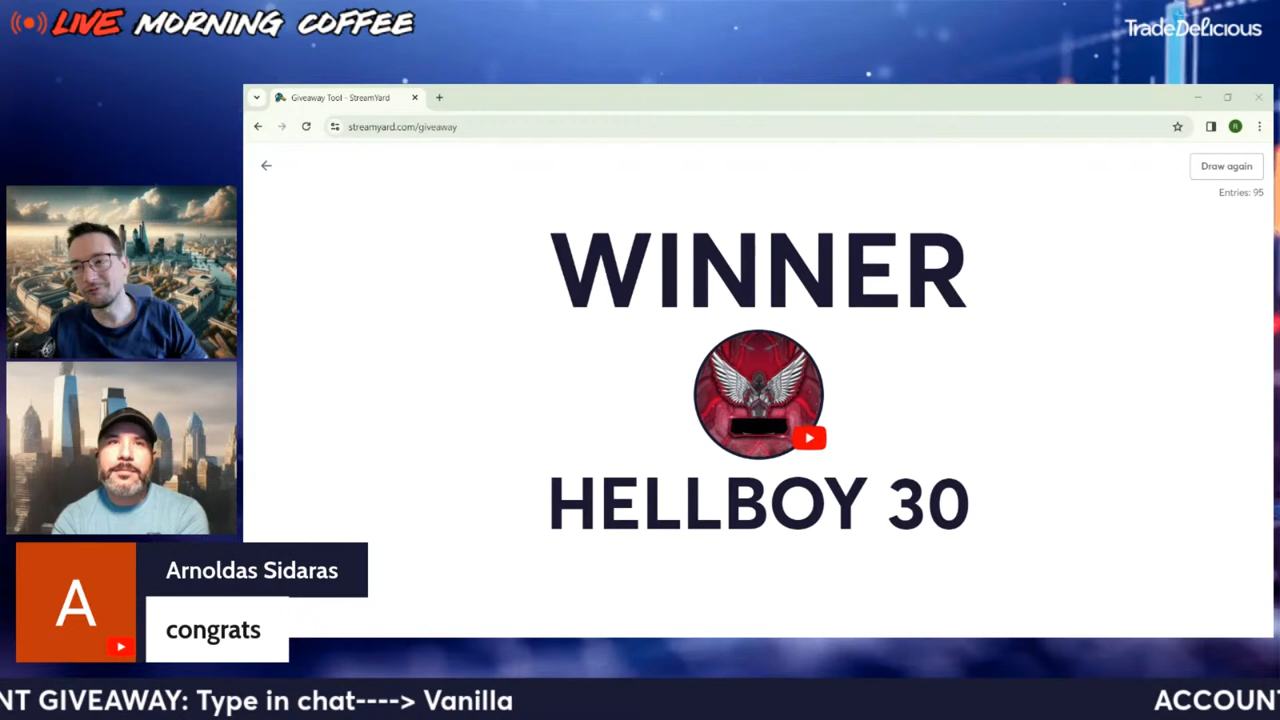 LIVE MORNING COFFEE
TradeDelicious
Giveaway Tool - StreamYard
streamyard.com/giveaway
R
Draw again
Entries: 95
WINNER
HELLBOY 30
A
Arnoldas Sidaras
congrats
NT GIVEAWAY: Type in chat----> Vanilla
ACCOUNT